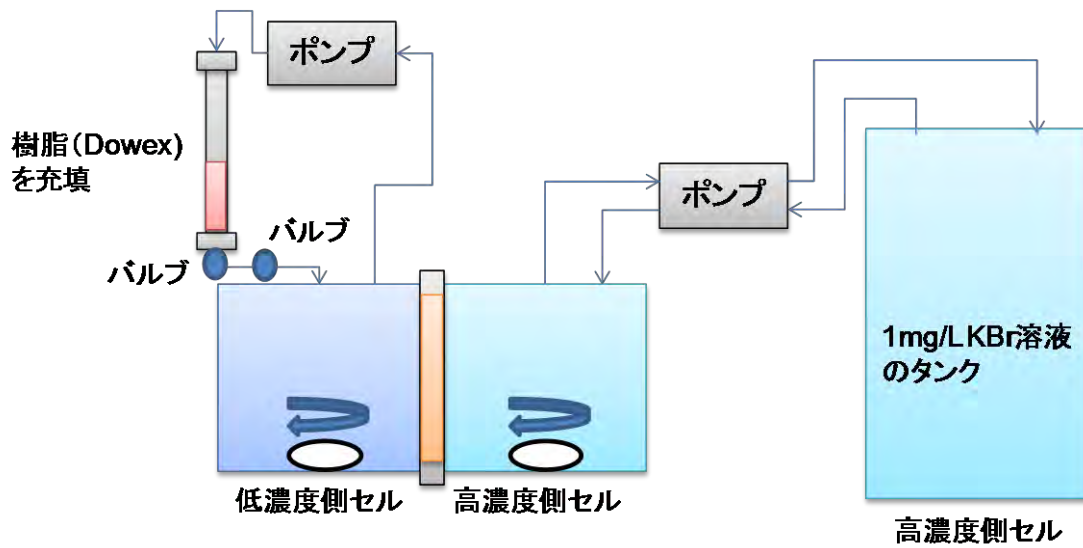 ポンプ
樹脂(Dowex)
を充填
バルブ
バルブ
ポンプ
1mg/LKBr溶液
のタンク
低濃度側セル
高濃度側セル
高濃度側セル